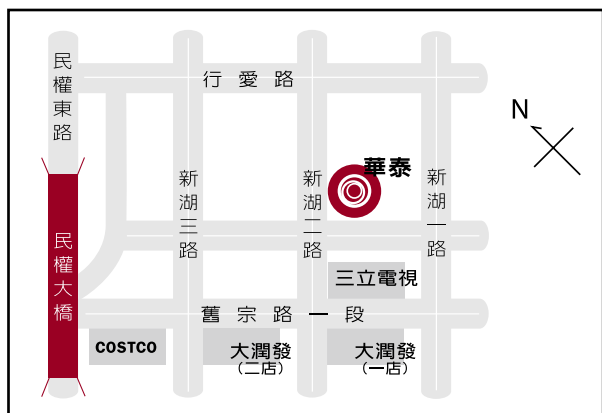 民權東路
行愛路
N
華泰
新湖三路
新湖二路
新湖一路
民權大橋
三立電視
舊宗路一段
COSTCO
大潤發
(二店)
大潤發
(一店)